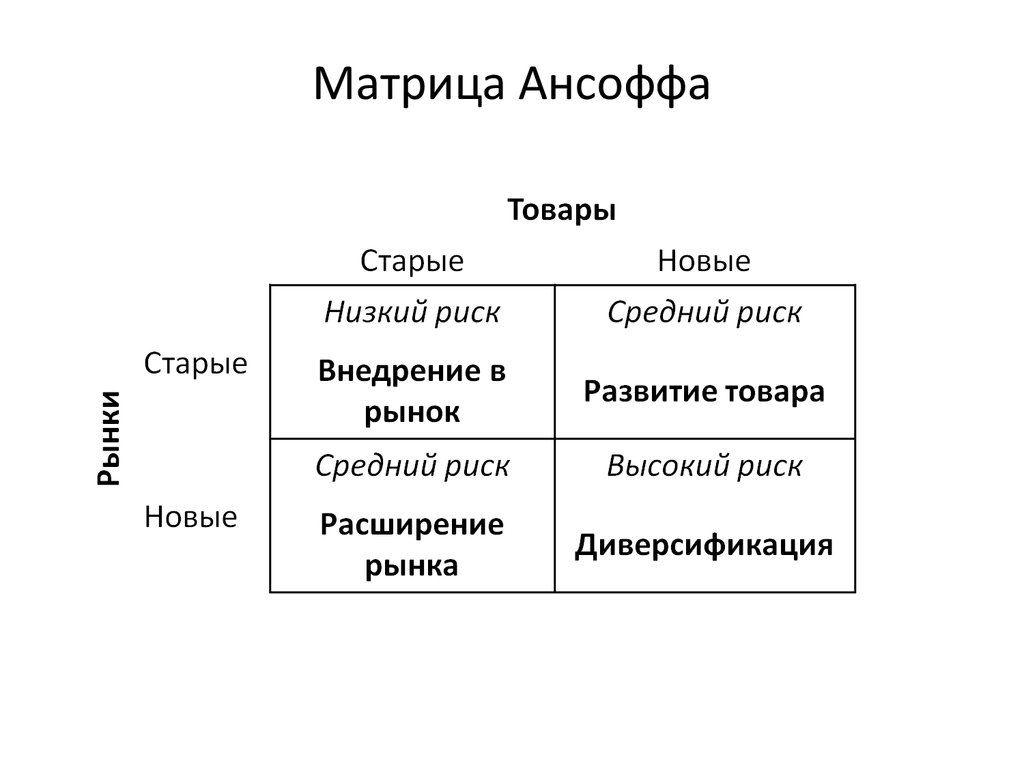 Матрица Ансоффа
Товары
Старые
Новые
Рынки
Старые
Низкий риск
Внедрение в
рынок
Средний риск
Развитие товара
Новые
Средний риск
Расширение
рынка
Высокий риск
Диверсификация